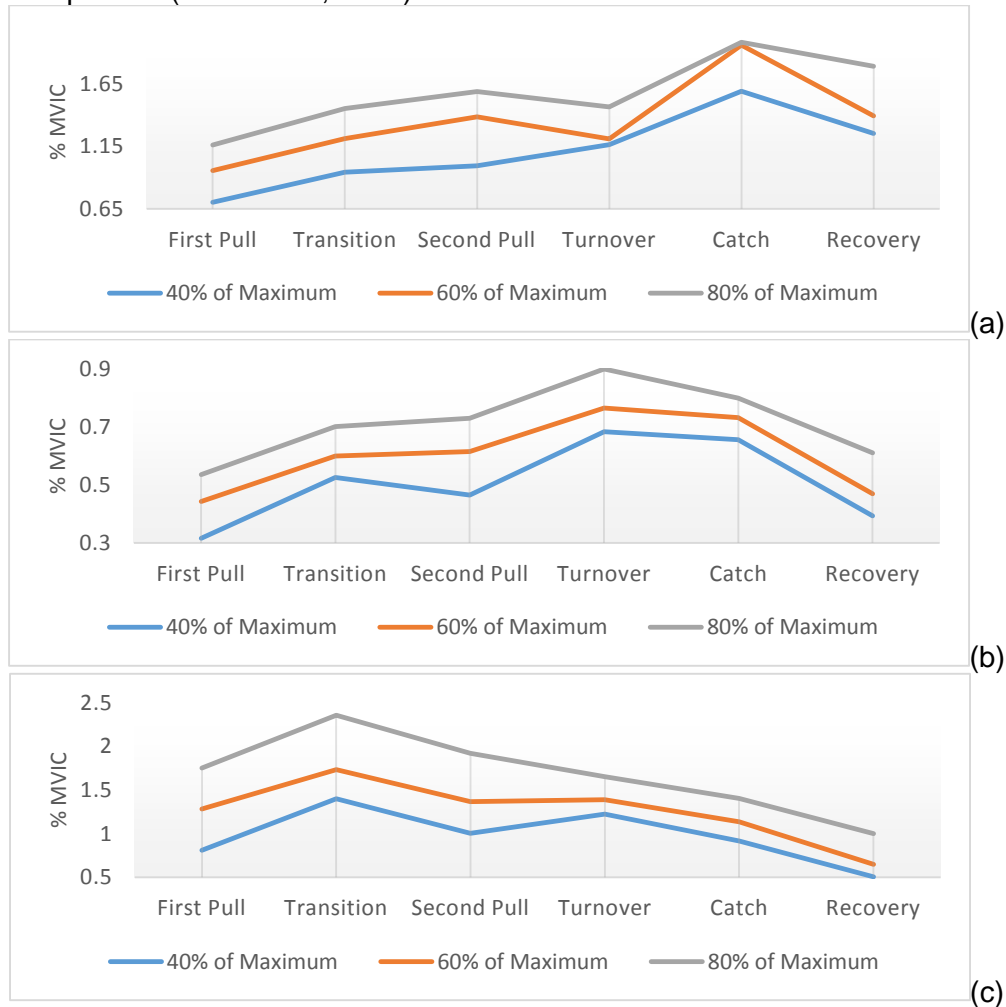 % MVIC
1.65
1.15
0.65
First Pull Transition Second Pull Turnover Catch Recovery
40% of Maximum 60% of Maximum 80% of Maximum
(a)
% MVIC
0.9
0.7
0.5
0.3
First Pull Transition Second Pull Turnover Catch Recovery
40% of Maximum 60% of Maximum 80% of Maximum
(b)
% MVIC
2.5
2
1.5
1
0.5
First Pull Transition Second Pull Turnover Catch Recovery
40% of Maximum 60% of Maximum 80% of Maximum
(c)